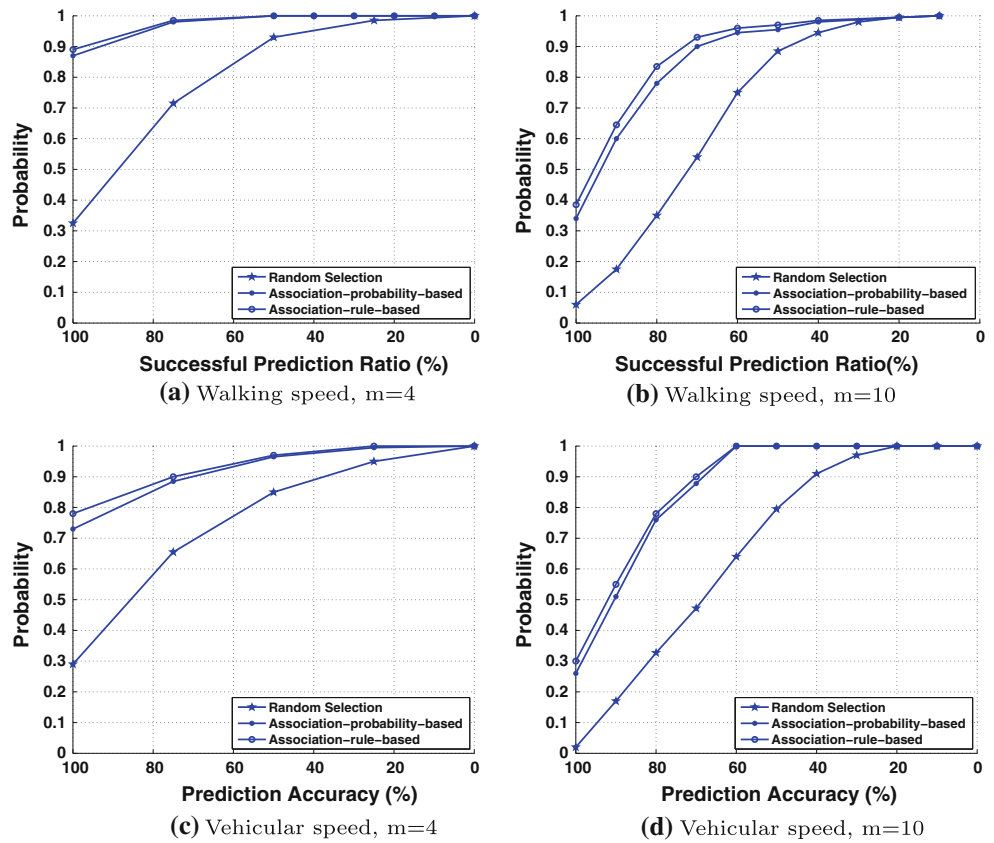 1
0.9
0.8
0.7
0.6
0.5
0.4
0.3
0.2
0.1
0
Probability
Random Selection
Association-probability-based
Association-rule-based
100 80 60 40 20 0
Successful Prediction Ratio (%)
(a) Walking speed, m=4
1
0.9
0.8
0.7
0.6
0.5
0.4
0.3
0.2
0.1
0
Probability
Random Selection
Association-probability-based
Association-rule-based
100 80 60 40 20 0
Successful Prediction Ratio(%)
(b) Walking speed, m=10
1
0.9
0.8
0.7
0.6
0.5
0.4
0.3
0.2
0.1
0
Probability
Random Selection
Association-probability-based
Association-rule-based
100 80 60 40 20 0
Prediction Accuracy (%)
(c) Vehicular speed, m=4
1
0.9
0.8
0.7
0.6
0.5
0.4
0.3
0.2
0.1
0
Probability
Random Selection
Association-probability-based
Association-rule-based
100 80 60 40 20 0
Prediction Accuracy (%)
(d) Vehicular speed, m=10